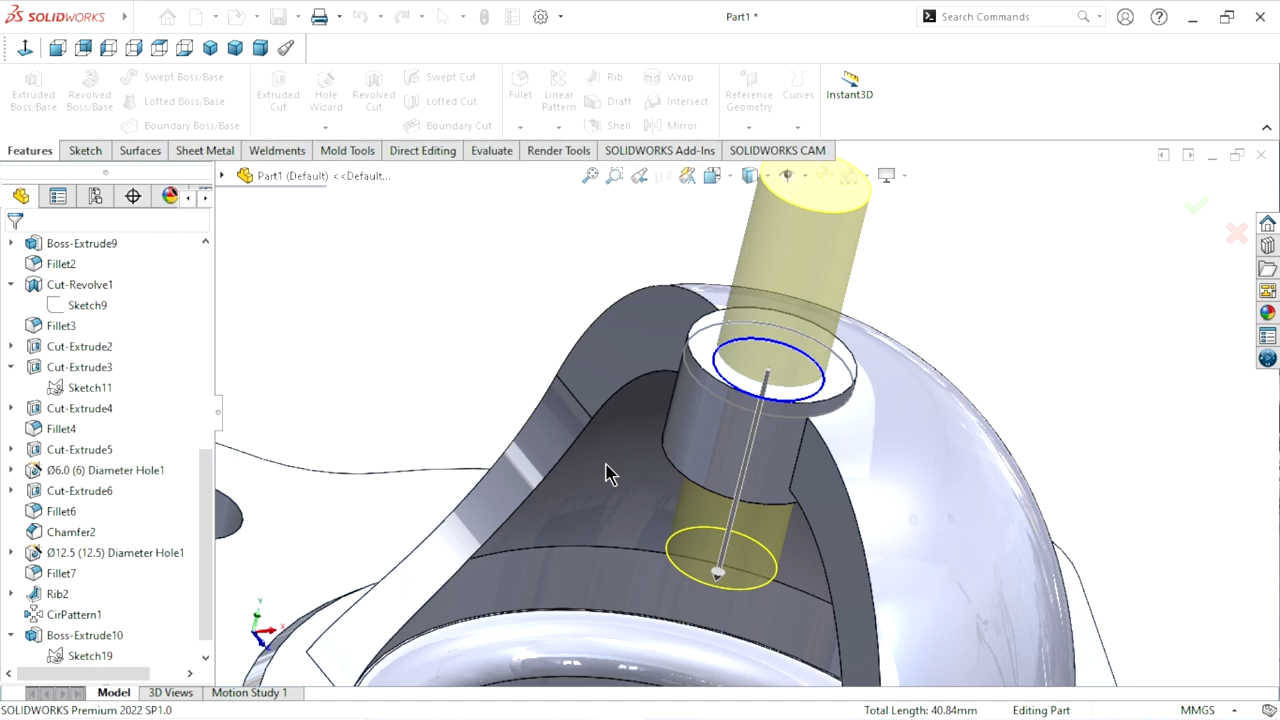 SOLIDWORKS
Part1 *
Search Commands
Extruded Boss/Base
Revolved Boss/Base
Swept Boss/Base
Lofted Boss/Base
Boundary Boss/Base
Extruded Cut
Hole Wizard
Revolved Cut
Swept Cut
Lofted Cut
Boundary Cut
Fillet
Linear Pattern
Rib
Draft
Shell
Wrap
Intersect
Mirror
Reference Geometry
Curves
Instant3D
Features
Sketch
Surfaces
Sheet Metal
Weldments
Mold Tools
Direct Editing
Evaluate
Render Tools
SOLIDWORKS Add-Ins
SOLIDWORKS CAM
Part1 (Default) <<Default...
Boss-Extrude9
Fillet2
Cut-Revolve1
Sketch9
Fillet3
Cut-Extrude2
Cut-Extrude3
Sketch11
Cut-Extrude4
Fillet4
Cut-Extrude5
Ø6.0 (6) Diameter Hole1
Cut-Extrude6
Fillet6
Chamfer2
Ø12.5 (12.5) Diameter Hole1
Fillet7
Rib2
CirPattern1
Boss-Extrude10
Sketch19
Y
X
Model
3D Views
Motion Study 1
SOLIDWORKS Premium 2022 SP1.0
Total Length: 40.84mm
Editing Part
MMGS